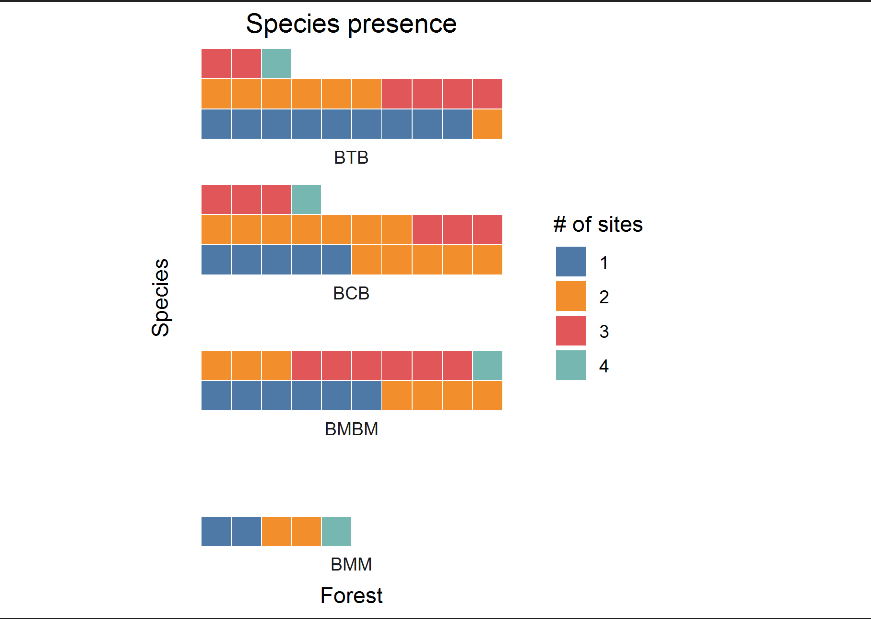 Species presence
BTB
BCB
BMBM
BMM
Forest
Species
# of sites
1
2
3
4